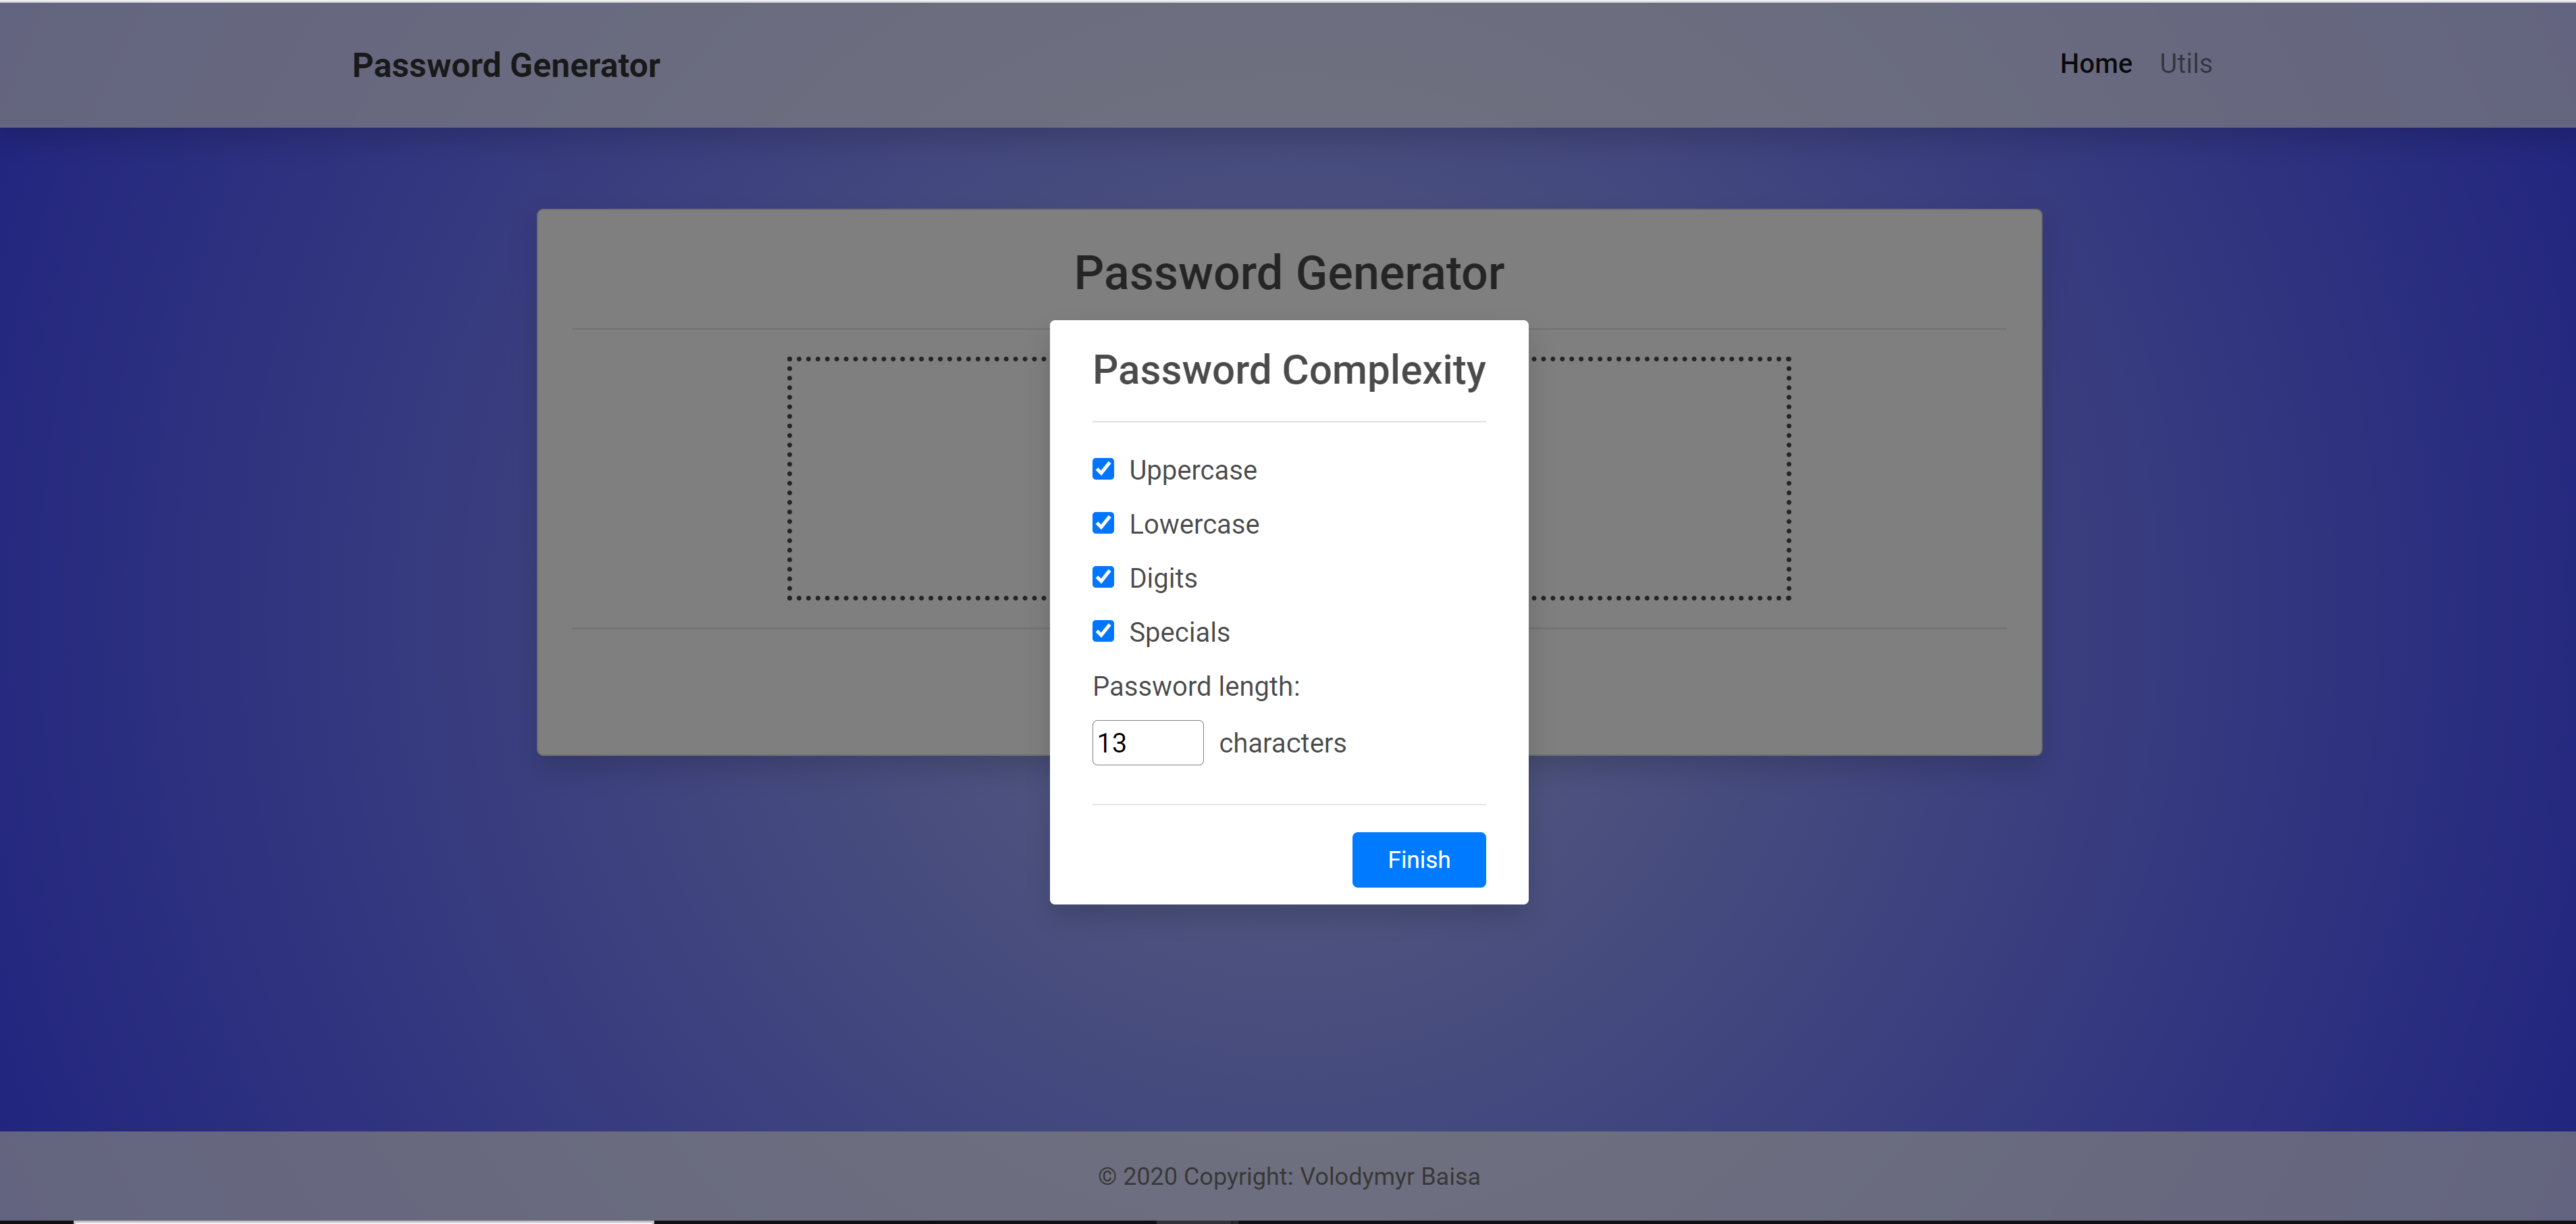 Password Generator
Home Utils
Password Generator
Password Complexity
Uppercase
Lowercase
Digits
Specials
Password length:
13 characters
Finish
© 2020 Copyright: Volodymyr Baisa